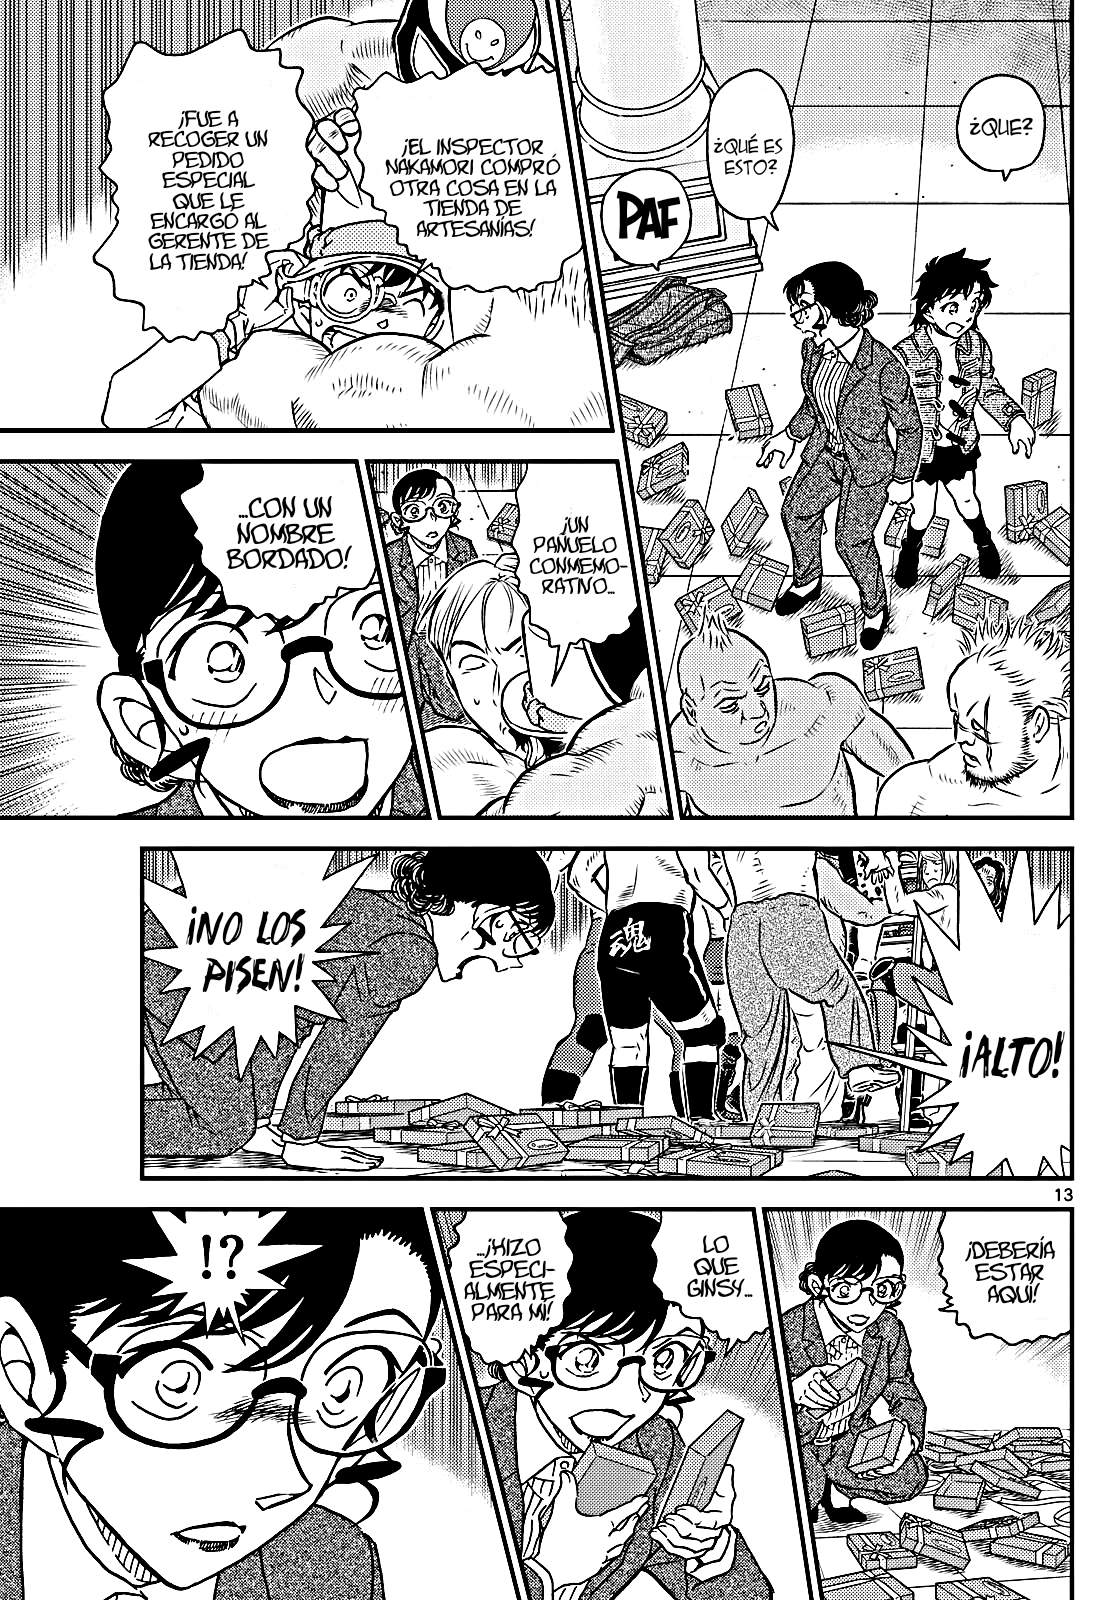 ¿QUE?
¿QUÉ ES
ESTO?
PAF
¡EL INSPECTOR
NAKAMORI COMPRÓ
OTRA COSA EN LA
TIENDA DE
ARTESANÍAS!
¡FUE A
RECOGER UN
PEDIDO
ESPECIAL
QUE LE
ENCARGÓ AL
GERENTE DE
LA TIENDA!
¡UN
PAÑUELO
CONMEMO-
RATIVO...
...CON UN
NOMBRE
BORDADO!
¡ALTO!
魂
¡NO LOS
PISEN!
13
¡DEBERÍA
ESTAR
AQUÍ!
LO
QUE
GINSY...
...¡HIZO
ESPECI-
ALMENTE
PARA MÍ!
!?